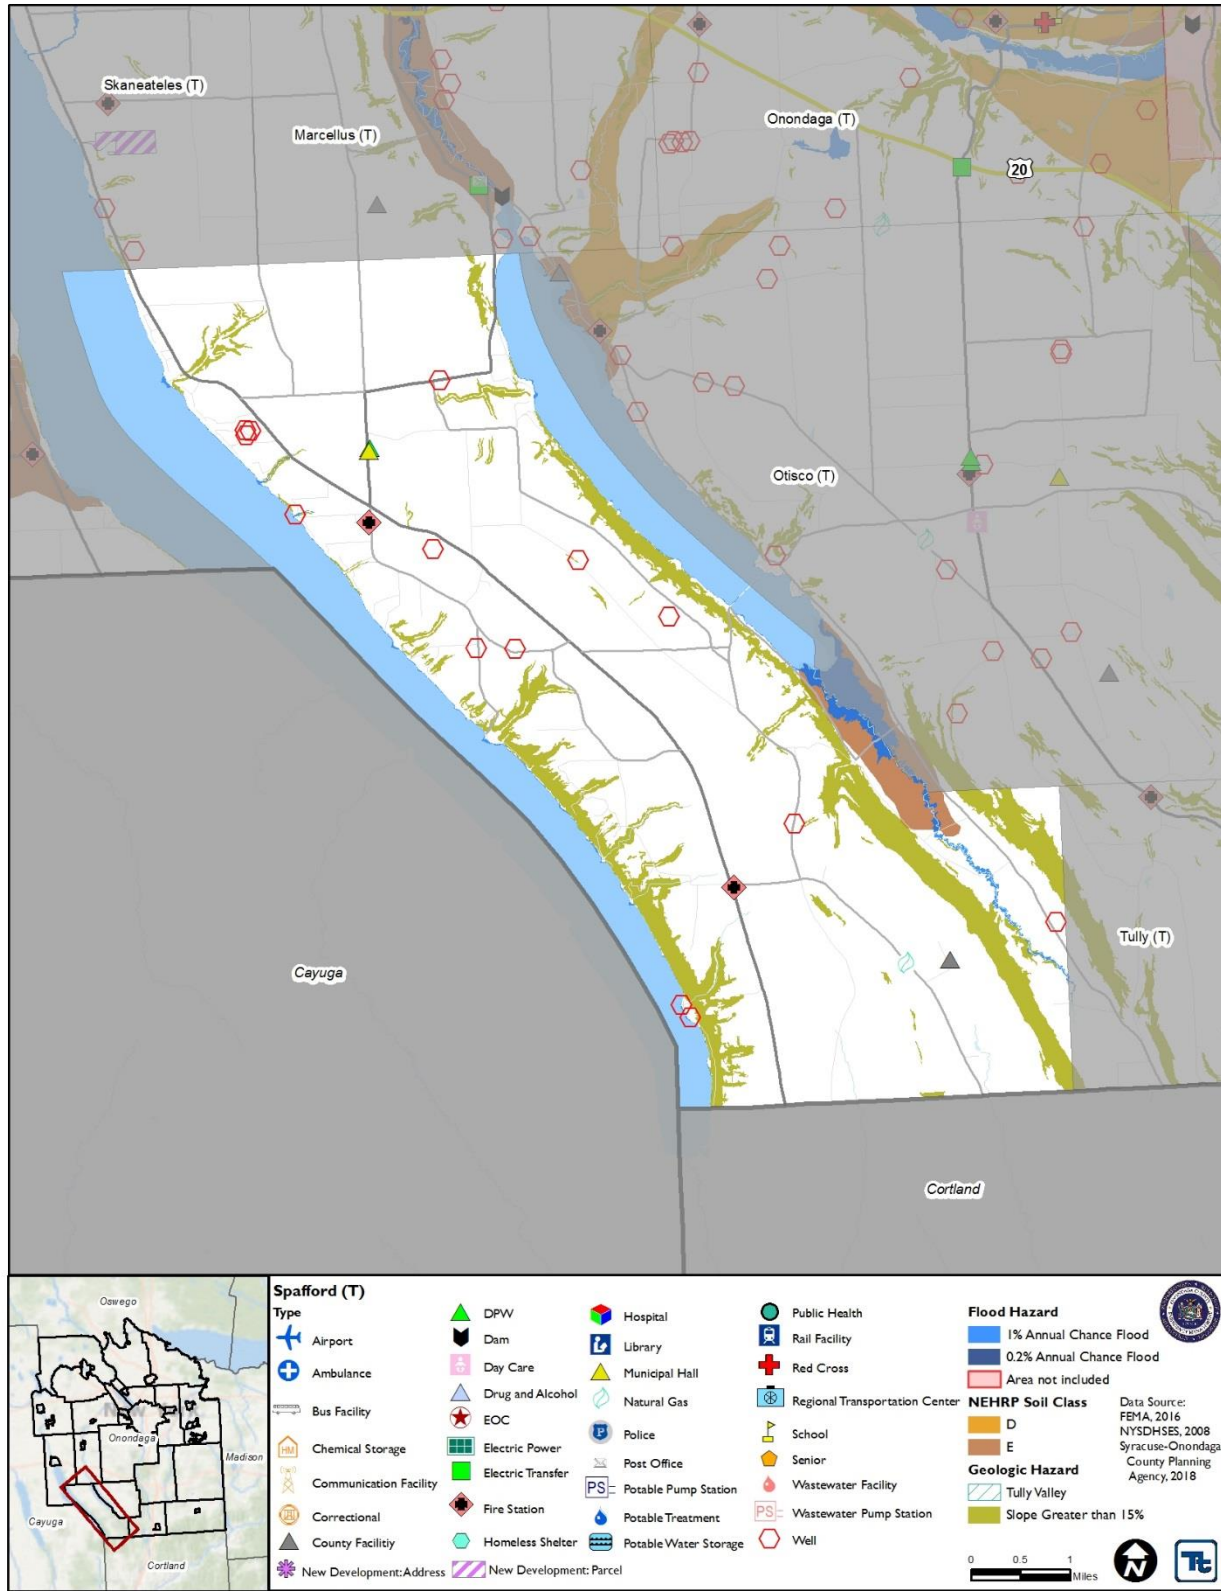 Skaneateles (T)
Marcellus (T)
Onondaga (T)
20
Otisco (T)
Tully (T)
Cayuga
Cortland
Oswego
Onondaga
Madison
Cayuga
Cortland
Spafford (T)
Type
Airport
Ambulance
Bus Facility
HM Chemical Storage
Communication Facility
Correctional
County Facilitiy
New Development: Address
DPW
Dam
Day Care
Drug and Alcohol
EOC
Electric Power
Electric Transfer
Fire Station
Homeless Shelter
New Development: Parcel
Hospital
Library
Municipal Hall
Natural Gas
P Police
Post Office
PS Potable Pump Station
Potable Treatment
Potable Water Storage
Public Health
Rail Facility
Red Cross
Regional Transportation Center
School
Senior
Wastewater Facility
PS Wastewater Pump Station
Well
Flood Hazard
1% Annual Chance Flood
0.2% Annual Chance Flood
Area not included
NEHRP Soil Class
D
E
Geologic Hazard
Tully Valley
Slope Greater than 15%
Data Source:
FEMA, 2016
NYSDHSES, 2008
Syracuse-Onondaga
County Planning
Agency, 2018
0 0.5 1
Miles
N
Tt